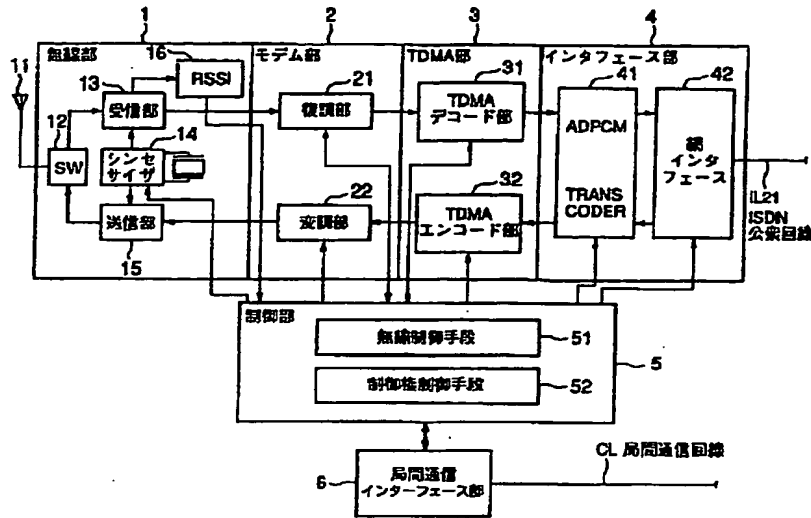 1
2
3
4
無線部
モデム部
TDMA部
インタフェース部
11
12
SW
13
受信部
16
RSSI
14
シンセ
サイザ
送信部
15
21
復調部
22
変調部
31
TDMA
デコード部
32
TDMA
エンコード部
41
ADPCM
TRANS
CODER
42
網
インタ
フェース
IL21
ISDN
公衆回線
制御部
無線制御手段
51
制御権制御手段
52
5
6
局間通信
インターフェース部
CL 局間通信回線